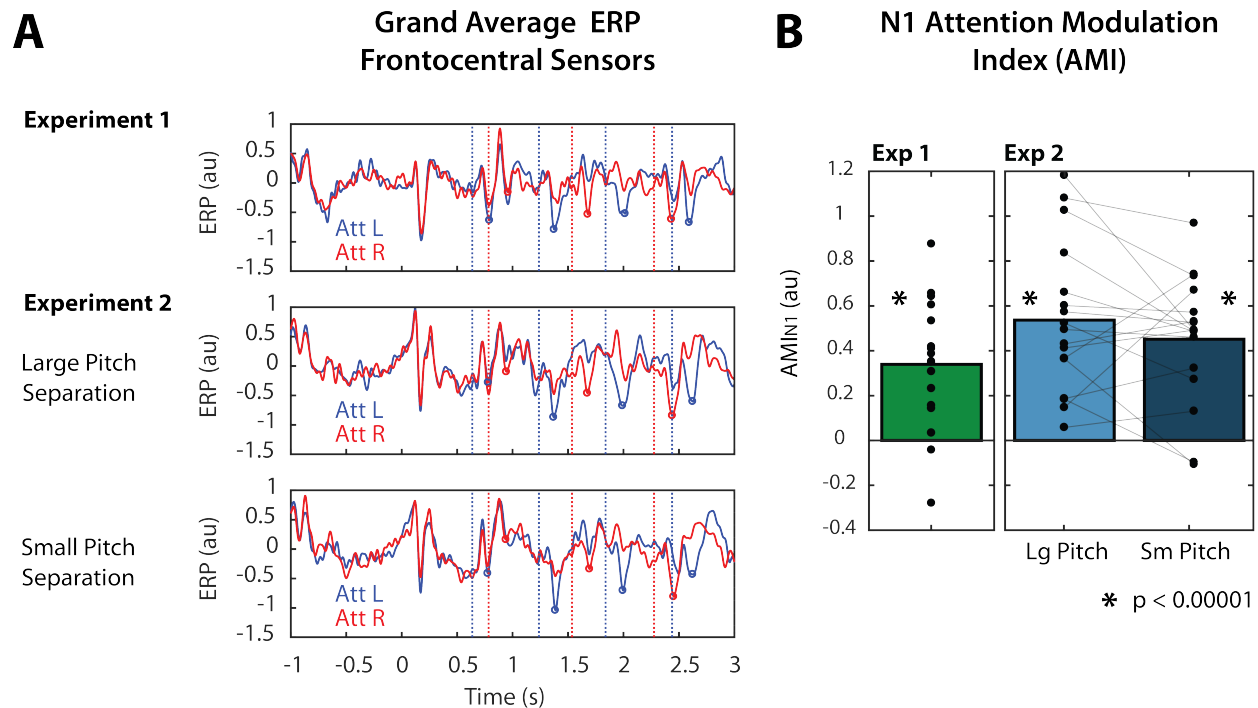 A
Grand Average ERP
Frontocentral Sensors
Experiment 1
ERP (au)
1
0.5
0
-0.5
-1
-1.5
Att L
Att R
Experiment 2
Large Pitch
Separation
ERP (au)
1
0.5
0
-0.5
-1
-1.5
Att L
Att R
Small Pitch
Separation
ERP (au)
1
0.5
0
-0.5
-1
-1.5
Att L
Att R
-1 -0.5 0 0.5 1 1.5 2 2.5 3
Time (s)
B
N1 Attention Modulation
Index (AMI)
Exp 1 Exp 2
AMIN1 (au)
1.2
0.8
0.6
0.4
0.2
0
-0.2
-0.4
* * *
Lg Pitch Sm Pitch
* p < 0.00001